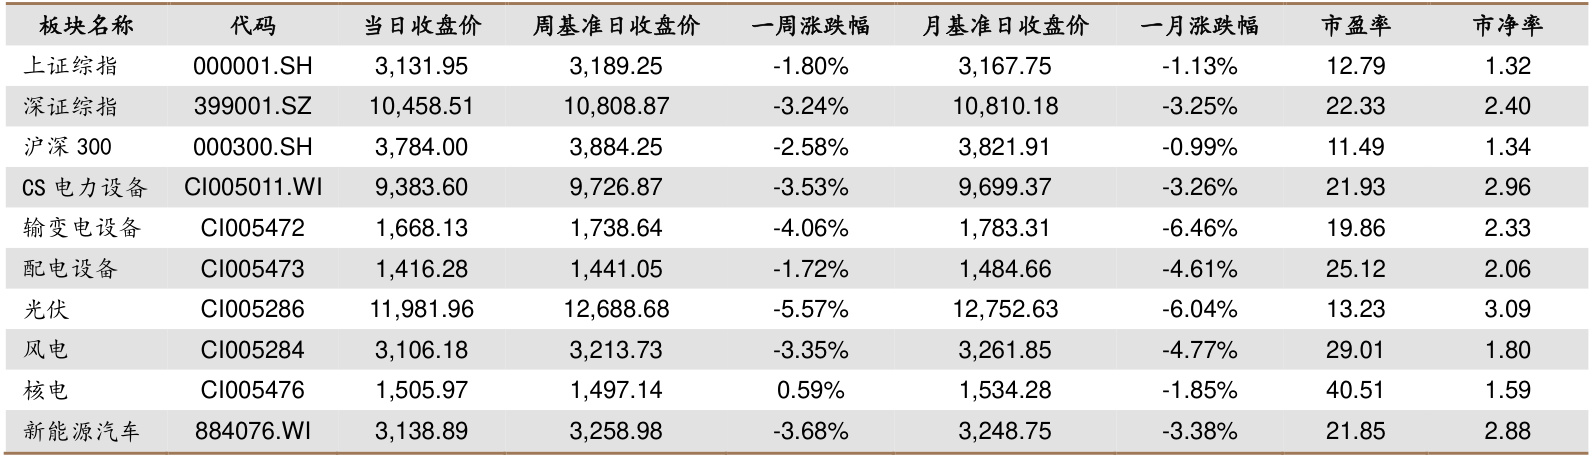 板块名称 代码 当日收盘价 周基准日收盘价 一周涨跌幅 月基准日收盘价 一月涨跌幅 市盈率 市净率
上证综指 000001.SH 3,131.95 3,189.25 -1.80% 3,167.75 -1.13% 12.79 1.32
深证综指 399001.SZ 10,458.51 10,808.87 -3.24% 10,810.18 -3.25% 22.33 2.40
沪深 300 000300.SH 3,784.00 3,884.25 -2.58% 3,821.91 -0.99% 11.49 1.34
CS 电力设备 CI005011.WI 9,383.60 9,726.87 -3.53% 9,699.37 -3.26% 21.93 2.96
输变电设备 CI005472 1,668.13 1,738.64 -4.06% 1,783.31 -6.46% 19.86 2.33
配电设备 CI005473 1,416.28 1,441.05 -1.72% 1,484.66 -4.61% 25.12 2.06
光伏 CI005286 11,981.96 12,688.68 -5.57% 12,752.63 -6.04% 13.23 3.09
风电 CI005284 3,106.18 3,213.73 -3.35% 3,261.85 -4.77% 29.01 1.80
核电 CI005476 1,505.97 1,497.14 0.59% 1,534.28 -1.85% 40.51 1.59
新能源汽车 884076.WI 3,138.89 3,258.98 -3.68% 3,248.75 -3.38% 21.85 2.88